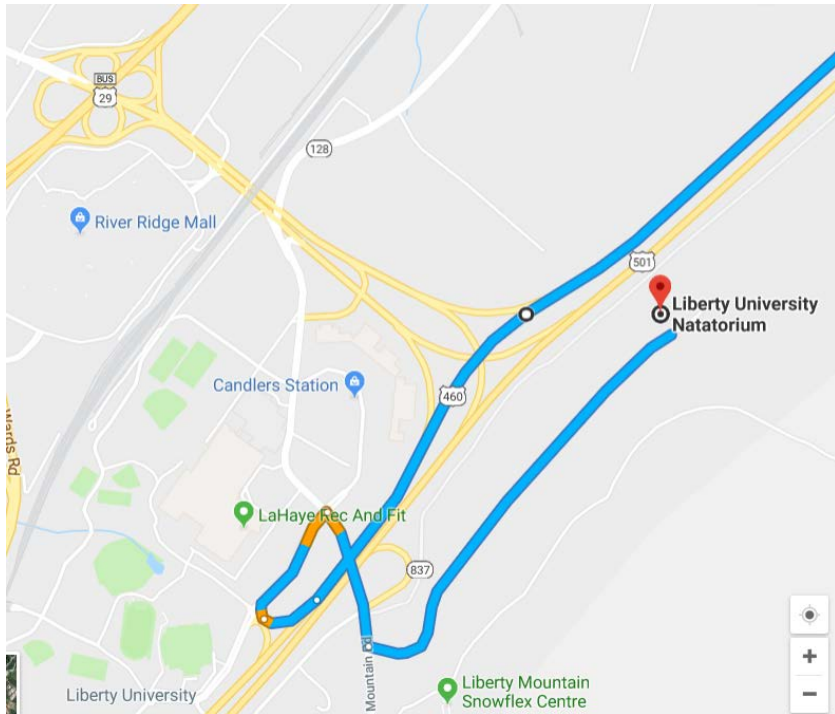 BUS
29
128
River Ridge Mall
501
Liberty University
Natatorium
Candlers Station
460
Wards Rd
LaHaye Rec And Fit
837
Mountain Rd
Liberty University
Liberty Mountain
Snowflex Centre
+
−